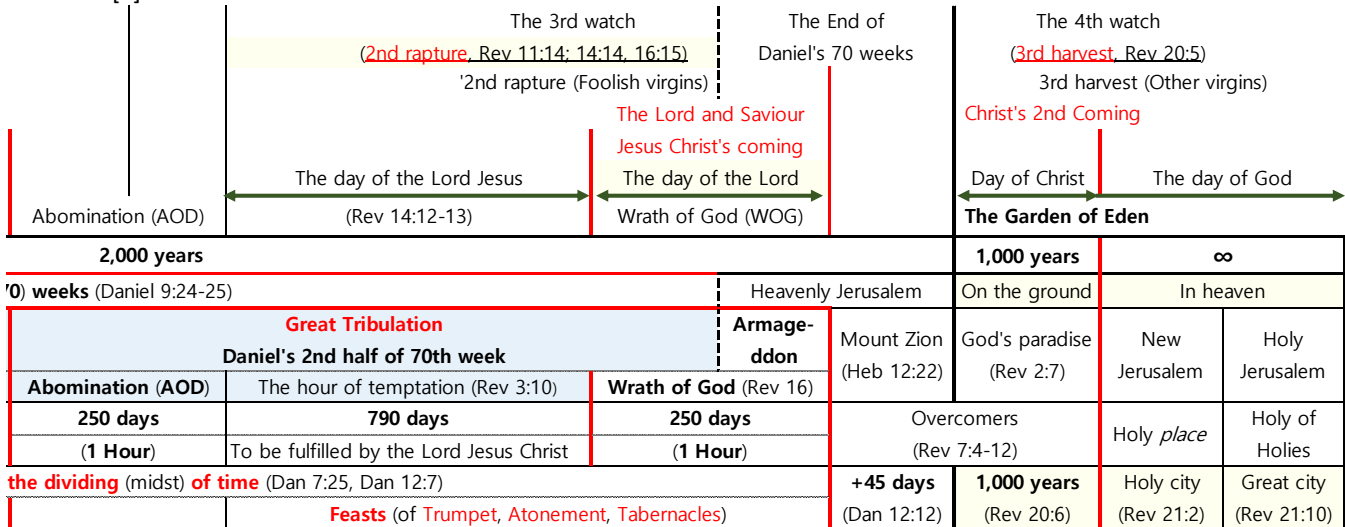 The 3rd watch
The End of
The 4th watch
(2nd rapture, Rev 11:14; 14:14, 16:15)
Daniel's 70 weeks
(3rd harvest, Rev 20:5)
'2nd rapture (Foolish virgins)
3rd harvest (Other virgins)
The Lord and Saviour
Christ's 2nd Coming
Jesus Christ's coming
The day of the Lord Jesus
The day of the Lord
Day of Christ
The day of God
Abomination (AOD)
(Rev 14:12-13)
Wrath of God (WOG)
The Garden of Eden
2,000 years
1,000 years
∞
70) weeks (Daniel 9:24-25)
Heavenly Jerusalem
On the ground
In heaven
Great Tribulation
Daniel's 2nd half of 70th week
Armage-
ddon
Mount Zion
(Heb 12:22)
God's paradise
(Rev 2:7)
New
Jerusalem
Holy
Jerusalem
Abomination (AOD)
The hour of temptation (Rev 3:10)
Wrath of God (Rev 16)
250 days
790 days
250 days
Overcomers
(Rev 7:4-12)
Holy place
Holy of
Holies
(1 Hour)
To be fulfilled by the Lord Jesus Christ
(1 Hour)
the dividing (midst) of time (Dan 7:25, Dan 12:7)
+45 days
(Dan 12:12)
1,000 years
(Rev 20:6)
Holy city
(Rev 21:2)
Great city
(Rev 21:10)
Feasts (of Trumpet, Atonement, Tabernacles)